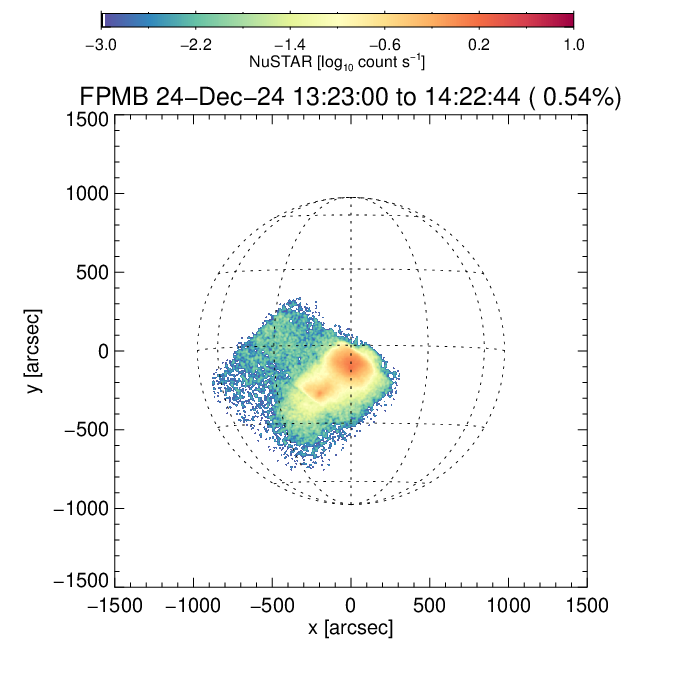 −3.0 −2.2 −1.4 −0.6 0.2 1.0
NuSTAR [log₁₀ count s⁻¹]
FPMB 24−Dec−24 13:23:00 to 14:22:44 ( 0.54%)
1500
1000
500
0
−500
−1000
−1500
y [arcsec]
−1500 −1000 −500 0 500 1000 1500
x [arcsec]